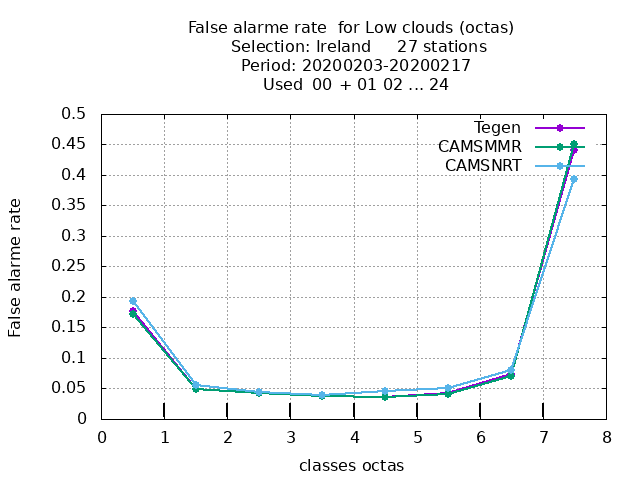 False alarme rate  for Low clouds (octas)
Selection: Ireland     27 stations
Period: 20200203-20200217
Used  00 + 01 02 ... 24
Tegen
CAMSMMR
CAMSNRT
0.5
0.45
0.4
0.35
0.3
0.25
0.2
0.15
0.1
0.05
0
False alarme rate
0 1 2 3 4 5 6 7 8
classes octas